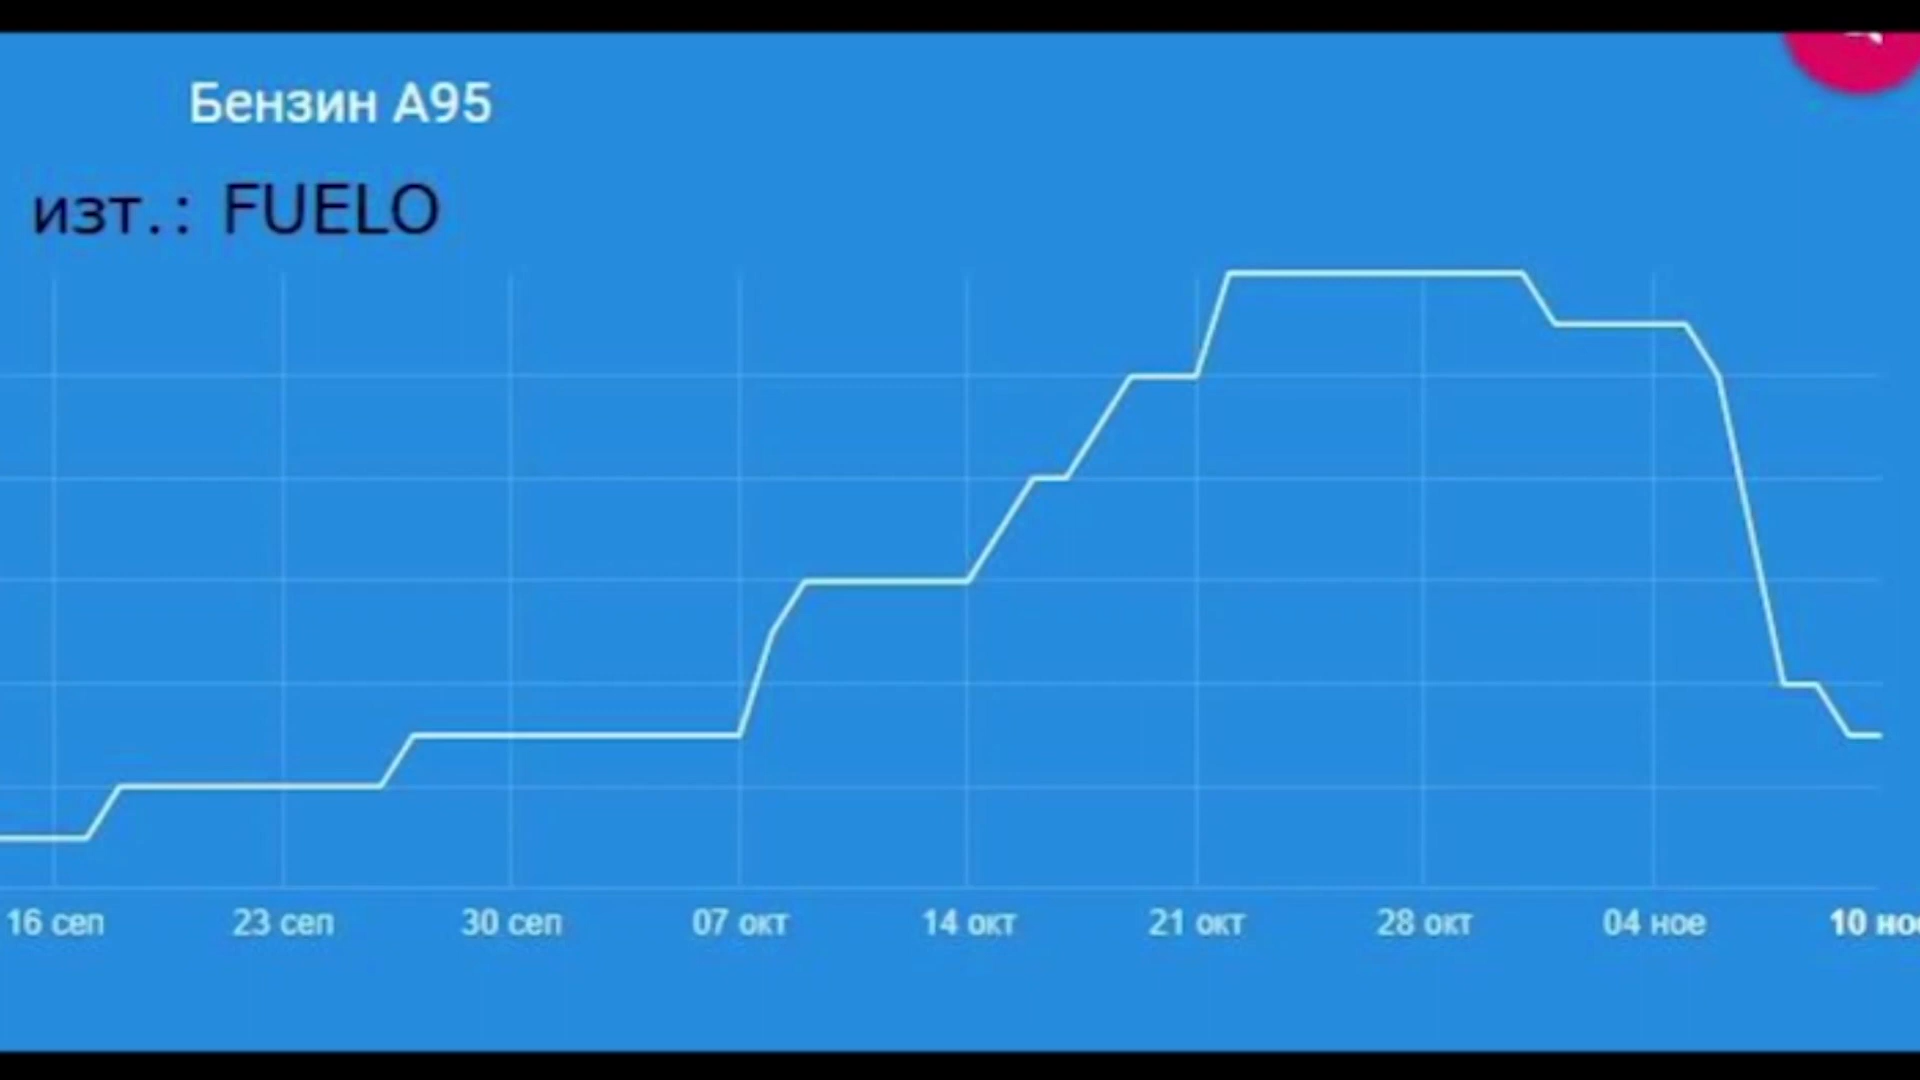 Бензин А95
изт.: FUELO
16 сеп 23 сеп 30 сеп 07 окт 14 окт 21 окт 28 окт 04 ное 10 ное